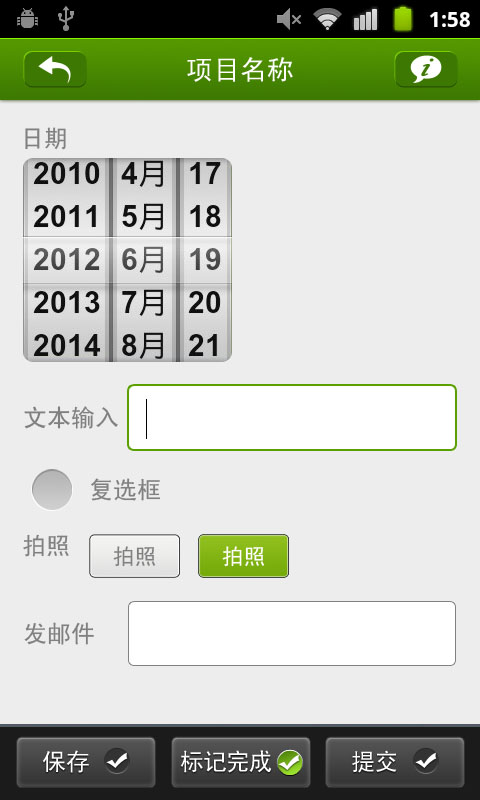 1:58
项目名称
日期
2010 4月 17
2011 5月 18
2012 6月 19
2013 7月 20
2014 8月 21
文本输入
复选框
拍照 拍照 拍照
发邮件
保存 标记完成 提交